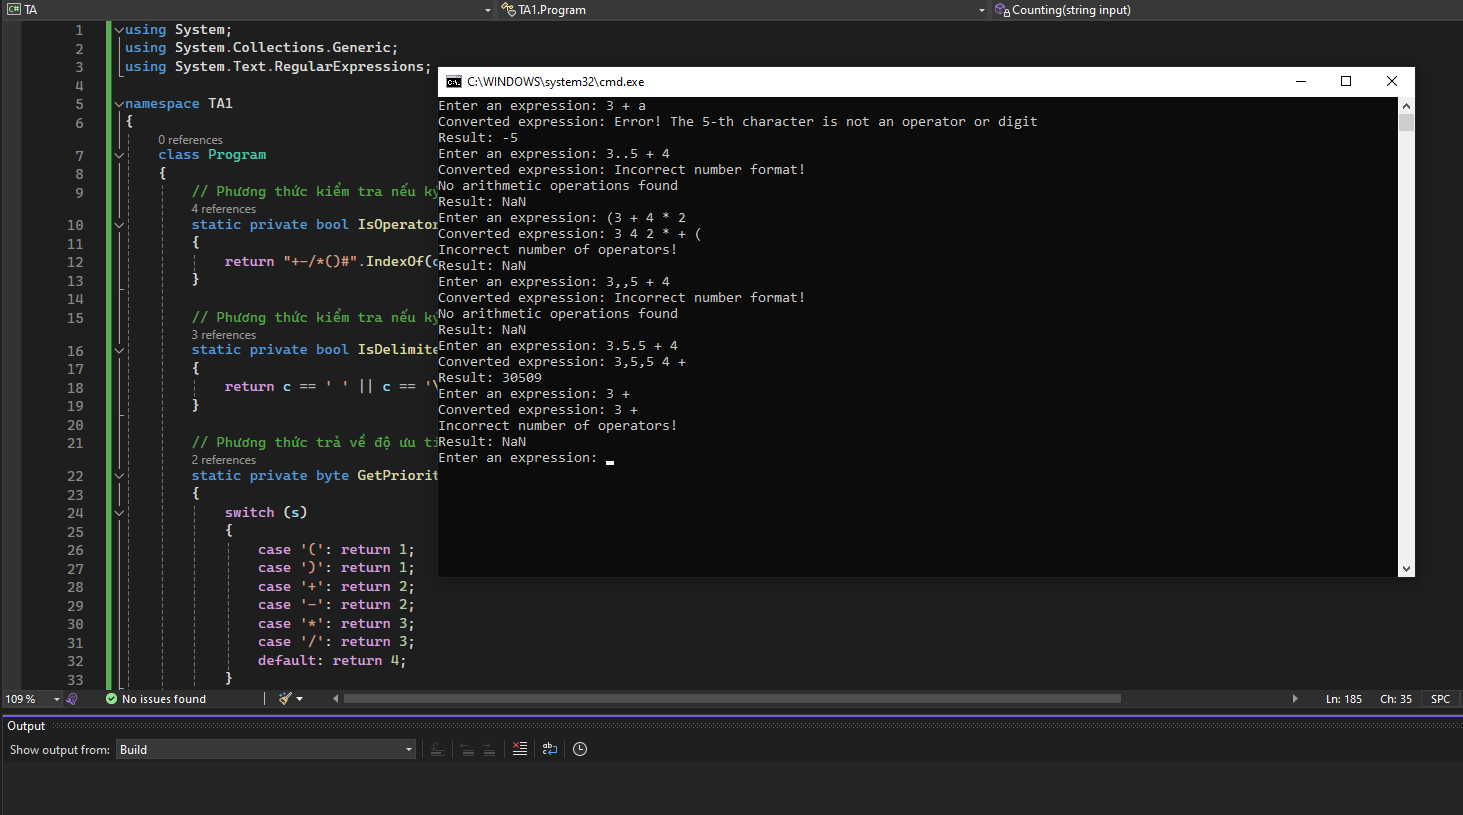 C# TA
TA1.Program
Counting(string input)
1 using System;
2 using System.Collections.Generic;
3 using System.Text.RegularExpressions;
4
5 namespace TA1
6 {
0 references
7 class Program
8 {
9 // Phương thức kiểm tra nếu
4 references
10 static private bool IsOperator
11 {
12 return "+-/*()#".IndexOf(
13 }
14
15 // Phương thức kiểm tra nếu
3 references
16 static private bool IsDelimite
17 {
18 return c == ' ' || c == '\
19 }
20
21 // Phương thức trả về độ ưu
2 references
22 static private byte GetPriorit
23 {
24 switch (s)
25 {
26 case '(': return 1;
27 case ')': return 1;
28 case '+': return 2;
29 case '-': return 2;
30 case '*': return 3;
31 case '/': return 3;
32 default: return 4;
33 }
C:\WINDOWS\system32\cmd.exe
Enter an expression: 3 + a
Converted expression: Error! The 5-th character is not an operator or digit
Result: -5
Enter an expression: 3..5 + 4
Converted expression: Incorrect number format!
No arithmetic operations found
Result: NaN
Enter an expression: (3 + 4 * 2
Converted expression: 3 4 2 * + (
Incorrect number of operators!
Result: NaN
Enter an expression: 3,,5 + 4
Converted expression: Incorrect number format!
No arithmetic operations found
Result: NaN
Enter an expression: 3.5.5 + 4
Converted expression: 3,5,5 4 +
Result: 30509
Enter an expression: 3 +
Converted expression: 3 +
Incorrect number of operators!
Result: NaN
Enter an expression:
109 %
No issues found
Ln: 185 Ch: 35 SPC
Output
Show output from: Build